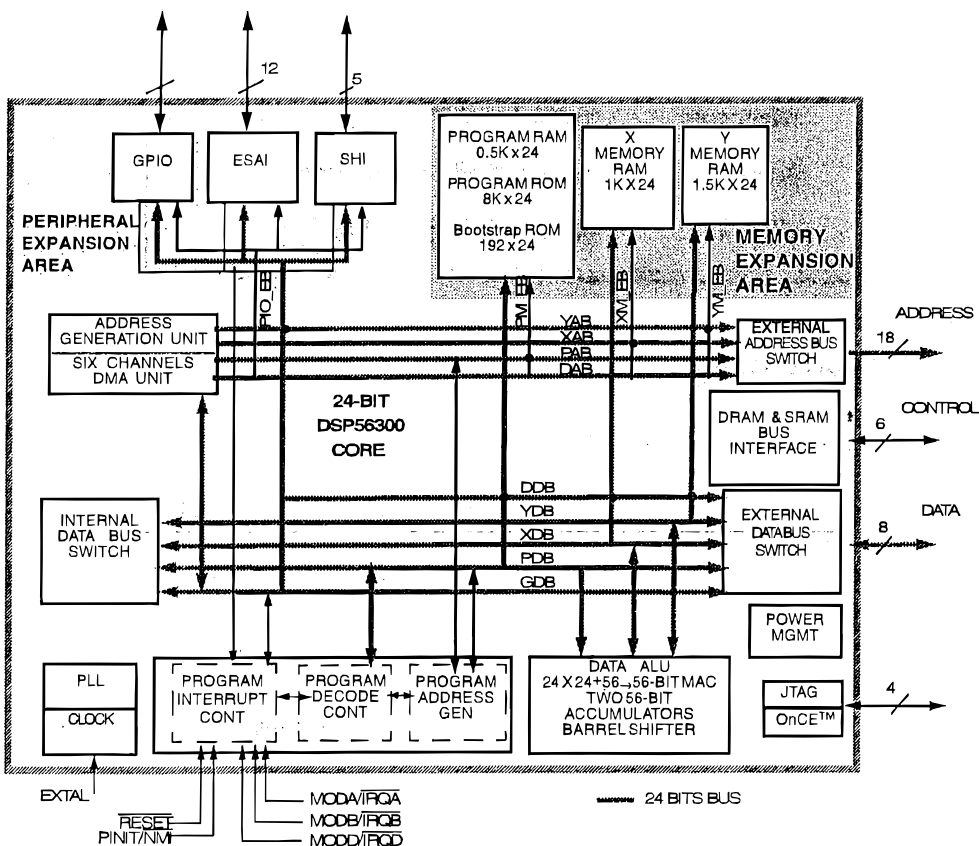 12
5
GPIO
ESAI
SHI
PROGRAM RAM
0.5K x 24
PROGRAM ROM
8K x 24
Bootstrap ROM
192 x 24
X
MEMORY
RAM
1K X 24
Y
MEMORY
RAM
1.5K X 24
PERIPHERAL
EXPANSION
AREA
MEMORY
EXPANSION
AREA
PIO_EB
PM_EB
XM_EB
YM_EB
ADDRESS
GENERATION UNIT
SIX CHANNELS
DMA UNIT
YAB
XAB
PAB
DAB
EXTERNAL
ADDRESS BUS
SWITCH
ADDRESS
18
24-BIT
DSP56300
CORE
DRAM & SRAM
BUS
INTERFACE
CONTROL
6
INTERNAL
DATA BUS
SWITCH
DDB
YDB
XDB
PDB
GDB
EXTERNAL
DATA BUS
SWITCH
DATA
8
POWER
MGMT
PLL
CLOCK
PROGRAM
INTERRUPT
CONT
PROGRAM
DECODE
CONT
PROGRAM
ADDRESS
GEN
DATA ALU
24 X 24 + 56 → 56-BIT MAC
TWO 56-BIT
ACCUMULATORS
BARREL SHIFTER
JTAG
OnCE™
4
EXTAL
RESET
PINIT/NMI
MODA/IRQA
MODB/IRQB
MODD/IRQD
24 BITS BUS